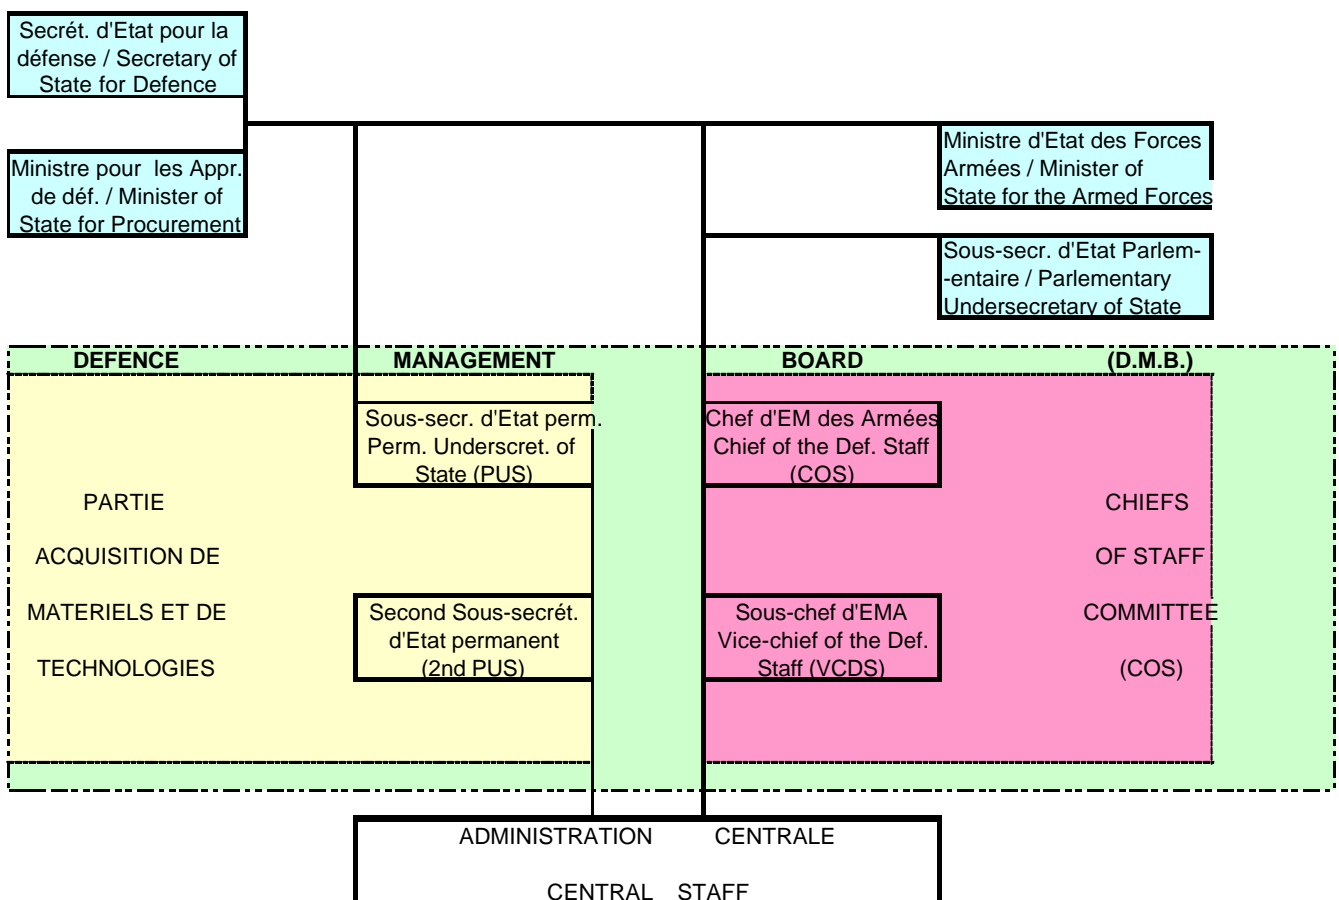 Secrét. d'Etat pour la
défense / Secretary of
State for Defence
Ministre pour les Appr.
de déf. / Minister of
State for Procurement
Ministre d'Etat des Forces
Armées / Minister of
State for the Armed Forces
Sous-secr. d'Etat Parlem-
-entaire / Parlementary
Undersecretary of State
DEFENCE MANAGEMENT BOARD (D.M.B.)
Sous-secr. d'Etat perm.
Perm. Underscret. of
State (PUS)
Chef d'EM des Armées
Chief of the Def. Staff
(COS)
PARTIE
ACQUISITION DE
MATERIELS ET DE
TECHNOLOGIES
Second Sous-secrét.
d'Etat permanent
(2nd PUS)
Sous-chef d'EMA
Vice-chief of the Def.
Staff (VCDS)
CHIEFS
OF STAFF
COMMITTEE
(COS)
ADMINISTRATION CENTRALE
CENTRAL STAFF